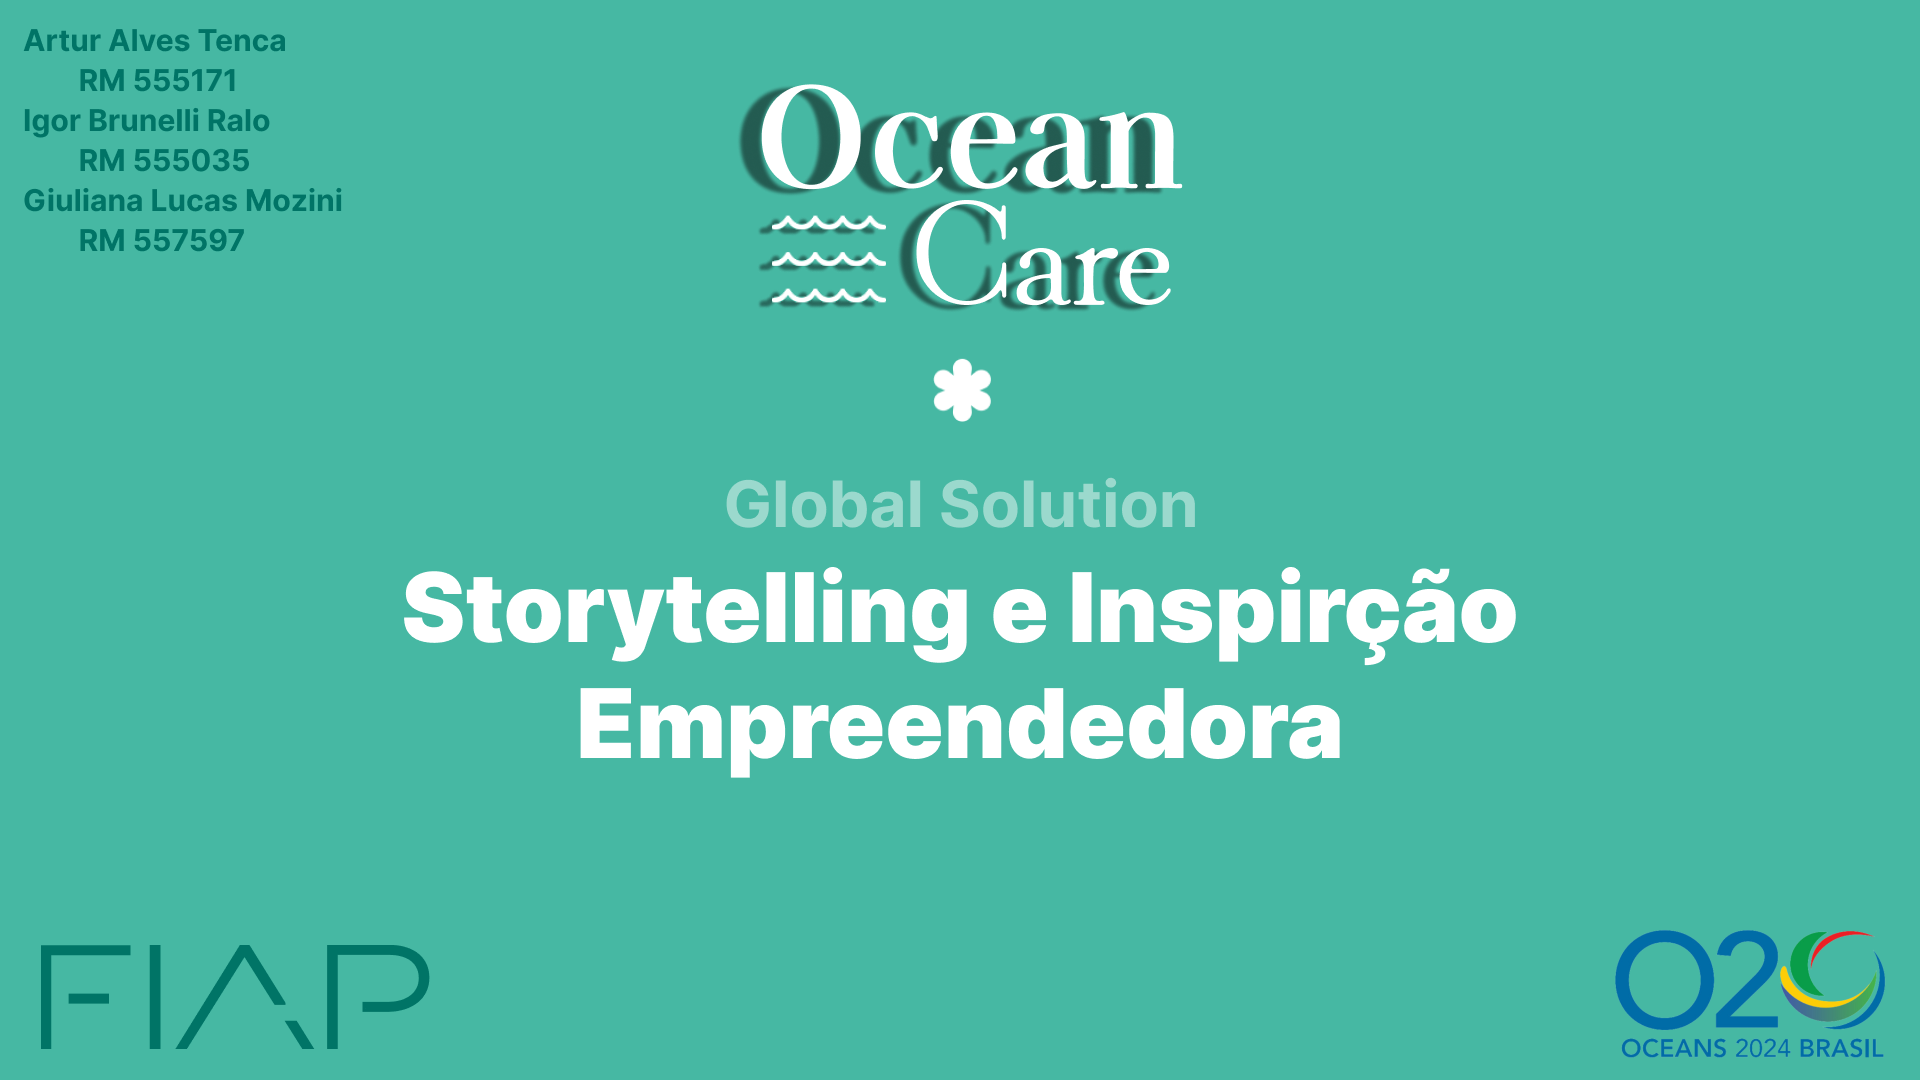 Artur Alves Tenca
RM 555171
Igor Brunelli Ralo
RM 555035
Giuliana Lucas Mozini
RM 557597
Ocean
Care
Global Solution
Storytelling e Inspirção
Empreendedora
FIAP
O20
OCEANS 2024 BRASIL